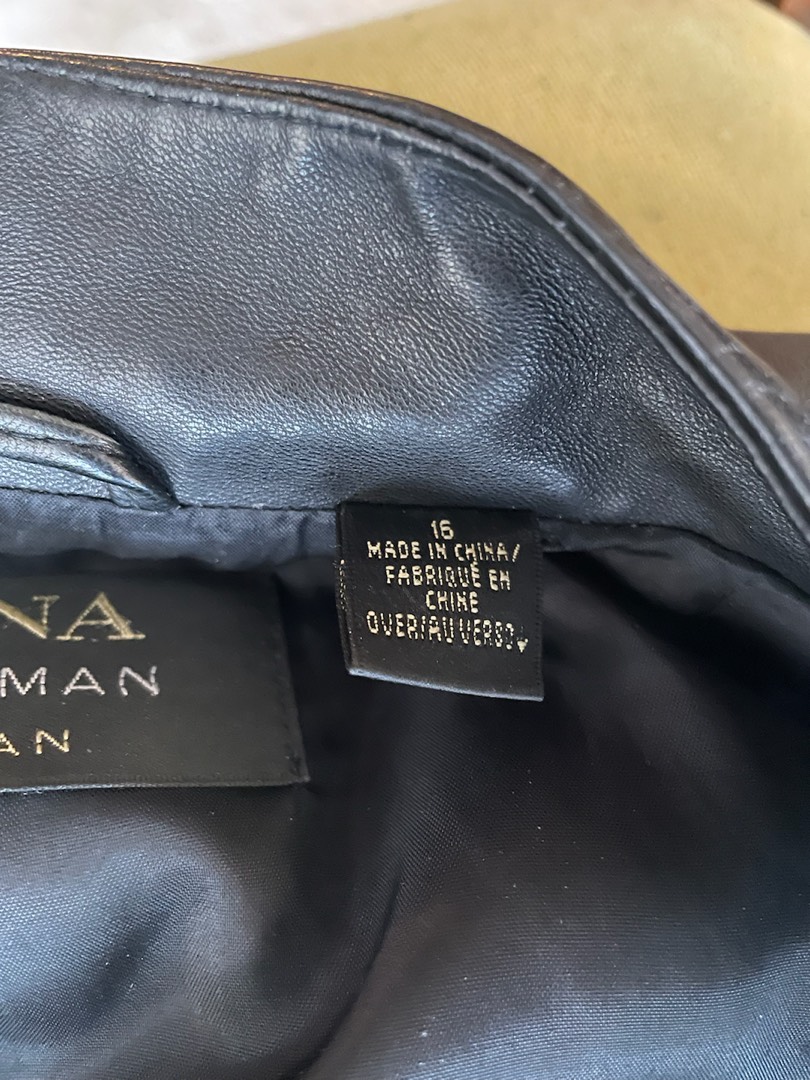 NA
MAN
AN
16
MADE IN CHINA/
FABRIQUÉ EN
CHINE
OVER/AU VERSO